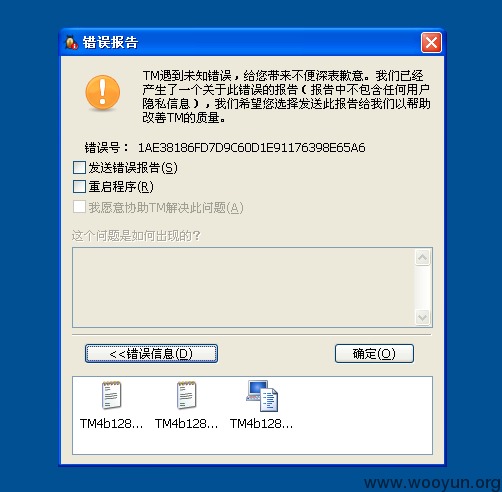 错误报告
TM遇到未知错误，给您带来不便深表歉意。我们已经
产生了一个关于此错误的报告（报告中不包含任何用户
隐私信息），我们希望您选择发送此报告给我们以帮助
改善TM的质量。
错误号： 1AE38186FD7D9C60D1E91176398E65A6
发送错误报告(S)
重启程序(R)
我愿意协助TM解决此问题(A)
这个问题是如何出现的？
<<错误信息(D) 确定(O)
TM4b128... TM4b128... TM4b128...
www.wooyun.org